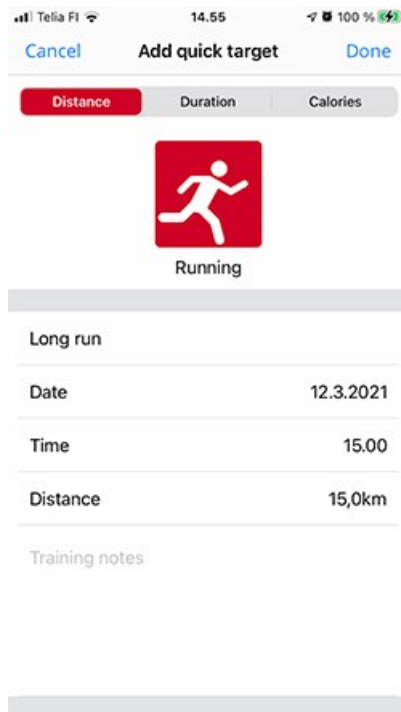 Telia FI 14.55 100 %
Cancel Add quick target Done
Distance Duration Calories
Running
Long run
Date 12.3.2021
Time 15.00
Distance 15,0km
Training notes